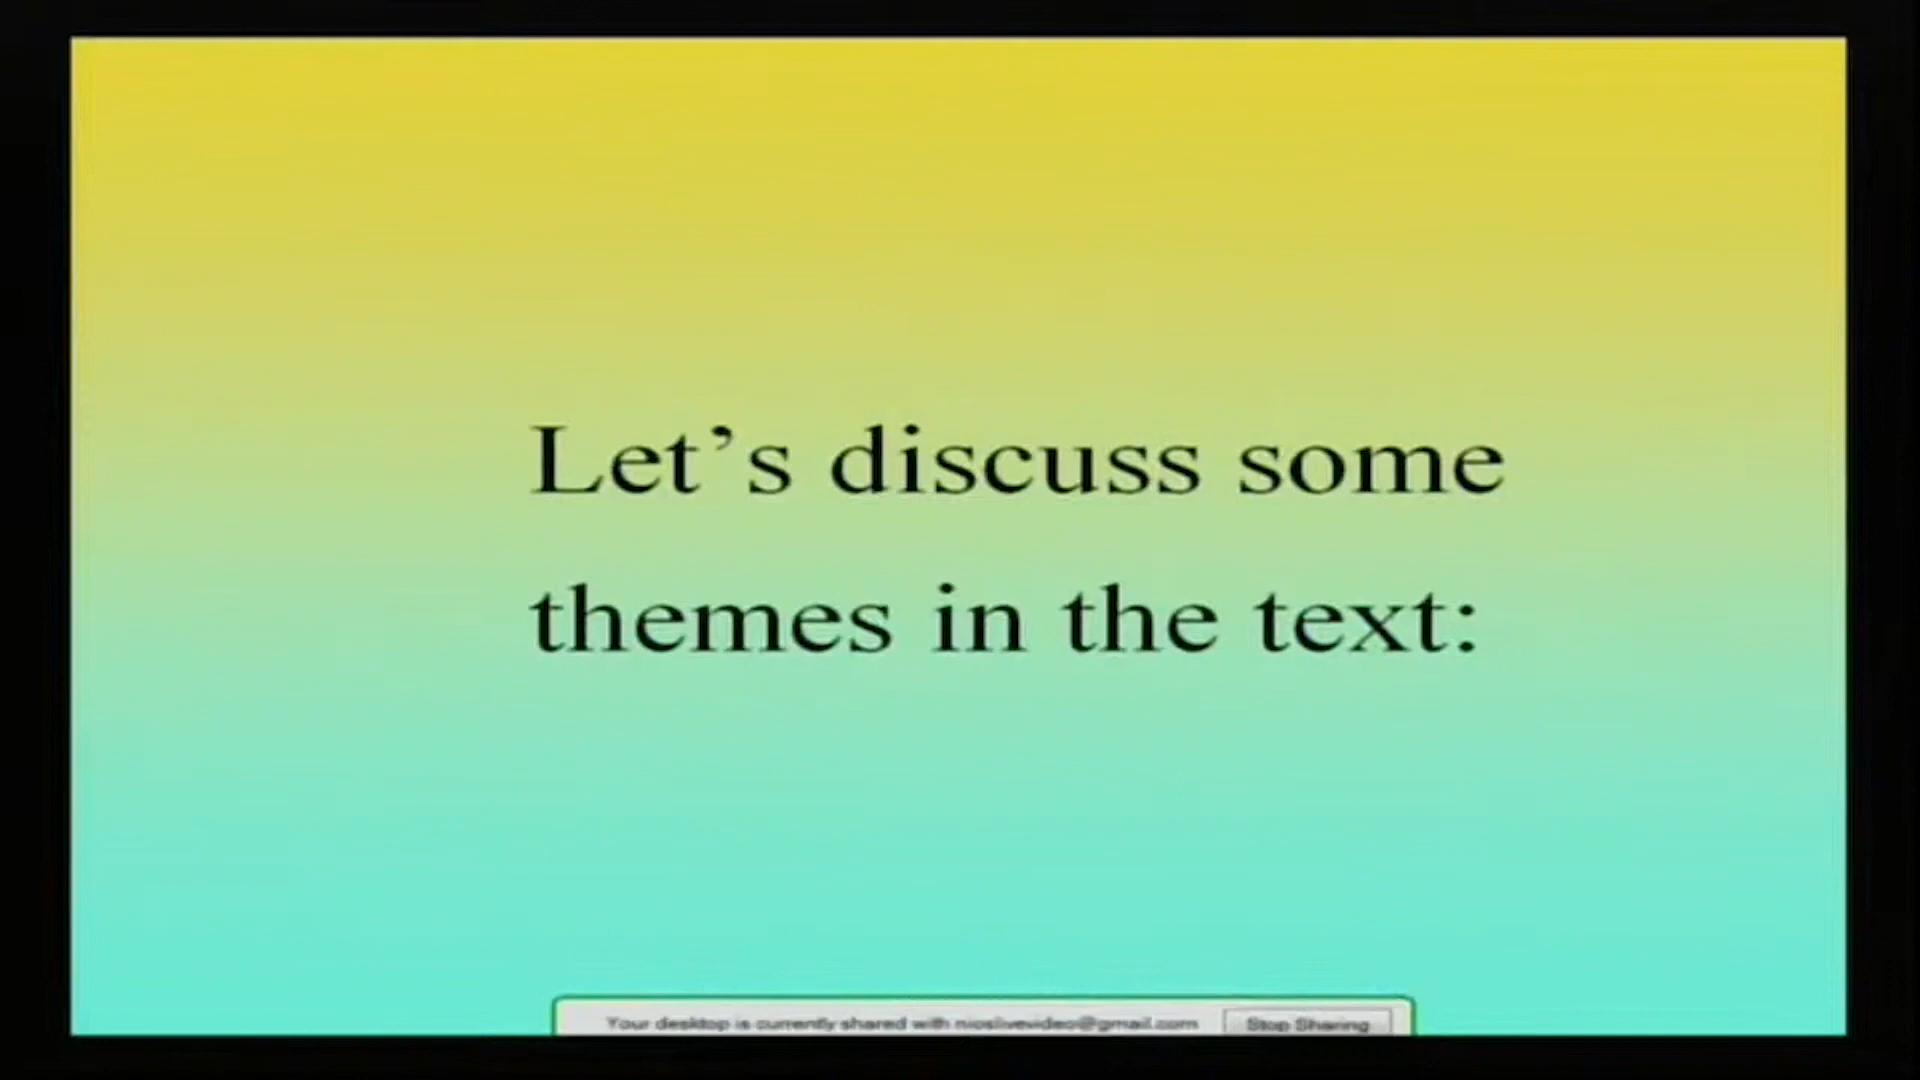 Let’s discuss some
themes in the text:
Your desktop is currently shared with nioslivevideo@gmail.com Stop Sharing